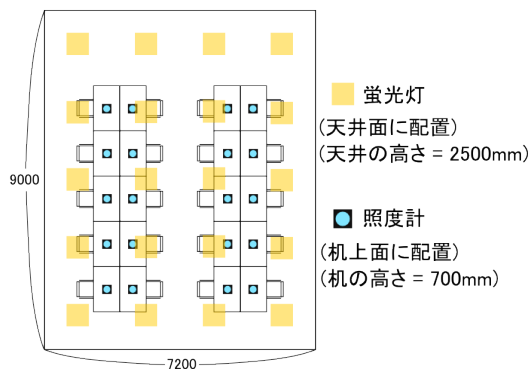 蛍光灯
(天井面に配置)
(天井の高さ = 2500mm)
9000
照度計
(机上面に配置)
(机の高さ = 700mm)
7200